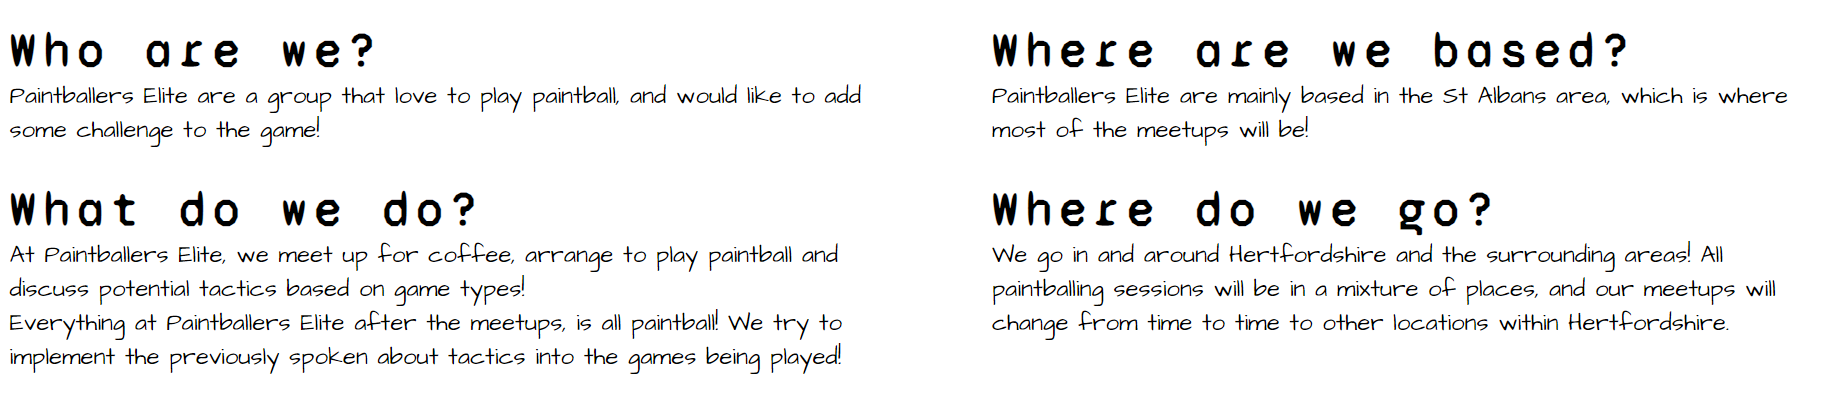 Who are we?
Paintballers Elite are a group that love to play paintball, and would like to add
some challenge to the game!
What do we do?
At Paintballers Elite, we meet up for coffee, arrange to play paintball and
discuss potential tactics based on game types!
Everything at Paintballers Elite after the meetups, is all paintball! We try to
implement the previously spoken about tactics into the games being played!
Where are we based?
Paintballers Elite are mainly based in the St Albans area, which is where
most of the meetups will be!
Where do we go?
We go in and around Hertfordshire and the surrounding areas! All
paintballing sessions will be in a mixture of places, and our meetups will
change from time to time to other locations within Hertfordshire.